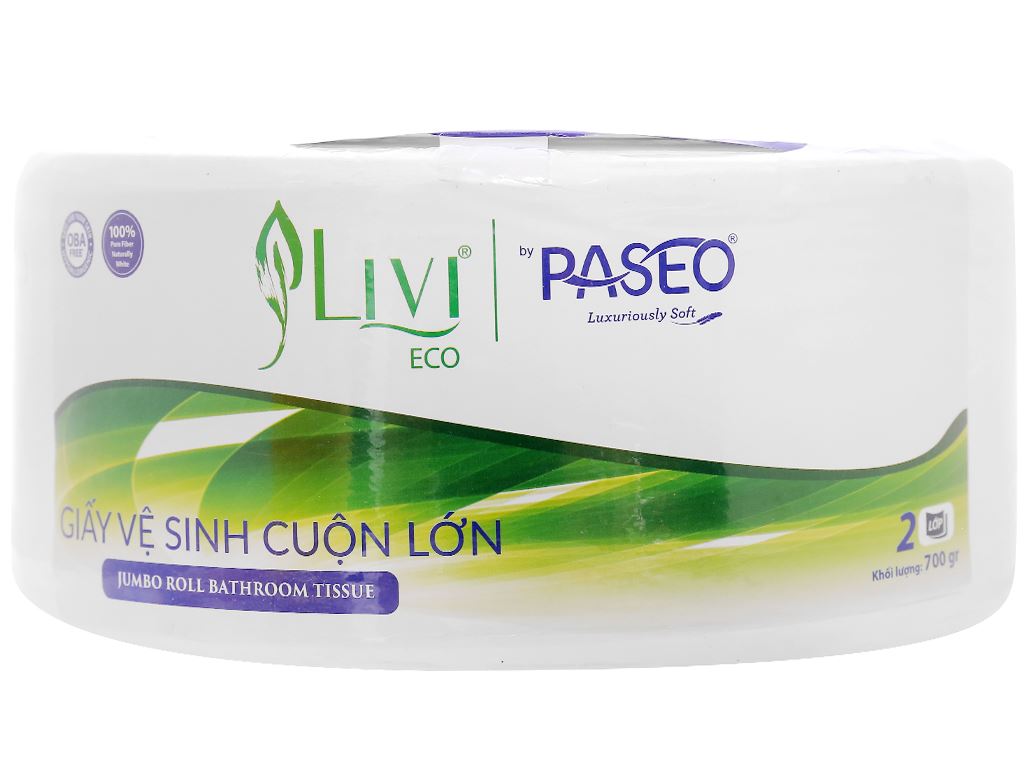 OBA
FREE
100%
Pure Fiber
Naturally
White
LIVI®
ECO
by PASEO®
Luxuriously Soft
GIẤY VỆ SINH CUỘN LỚN
JUMBO ROLL BATHROOM TISSUE
2 LỚP
Khối lượng: 700 gr